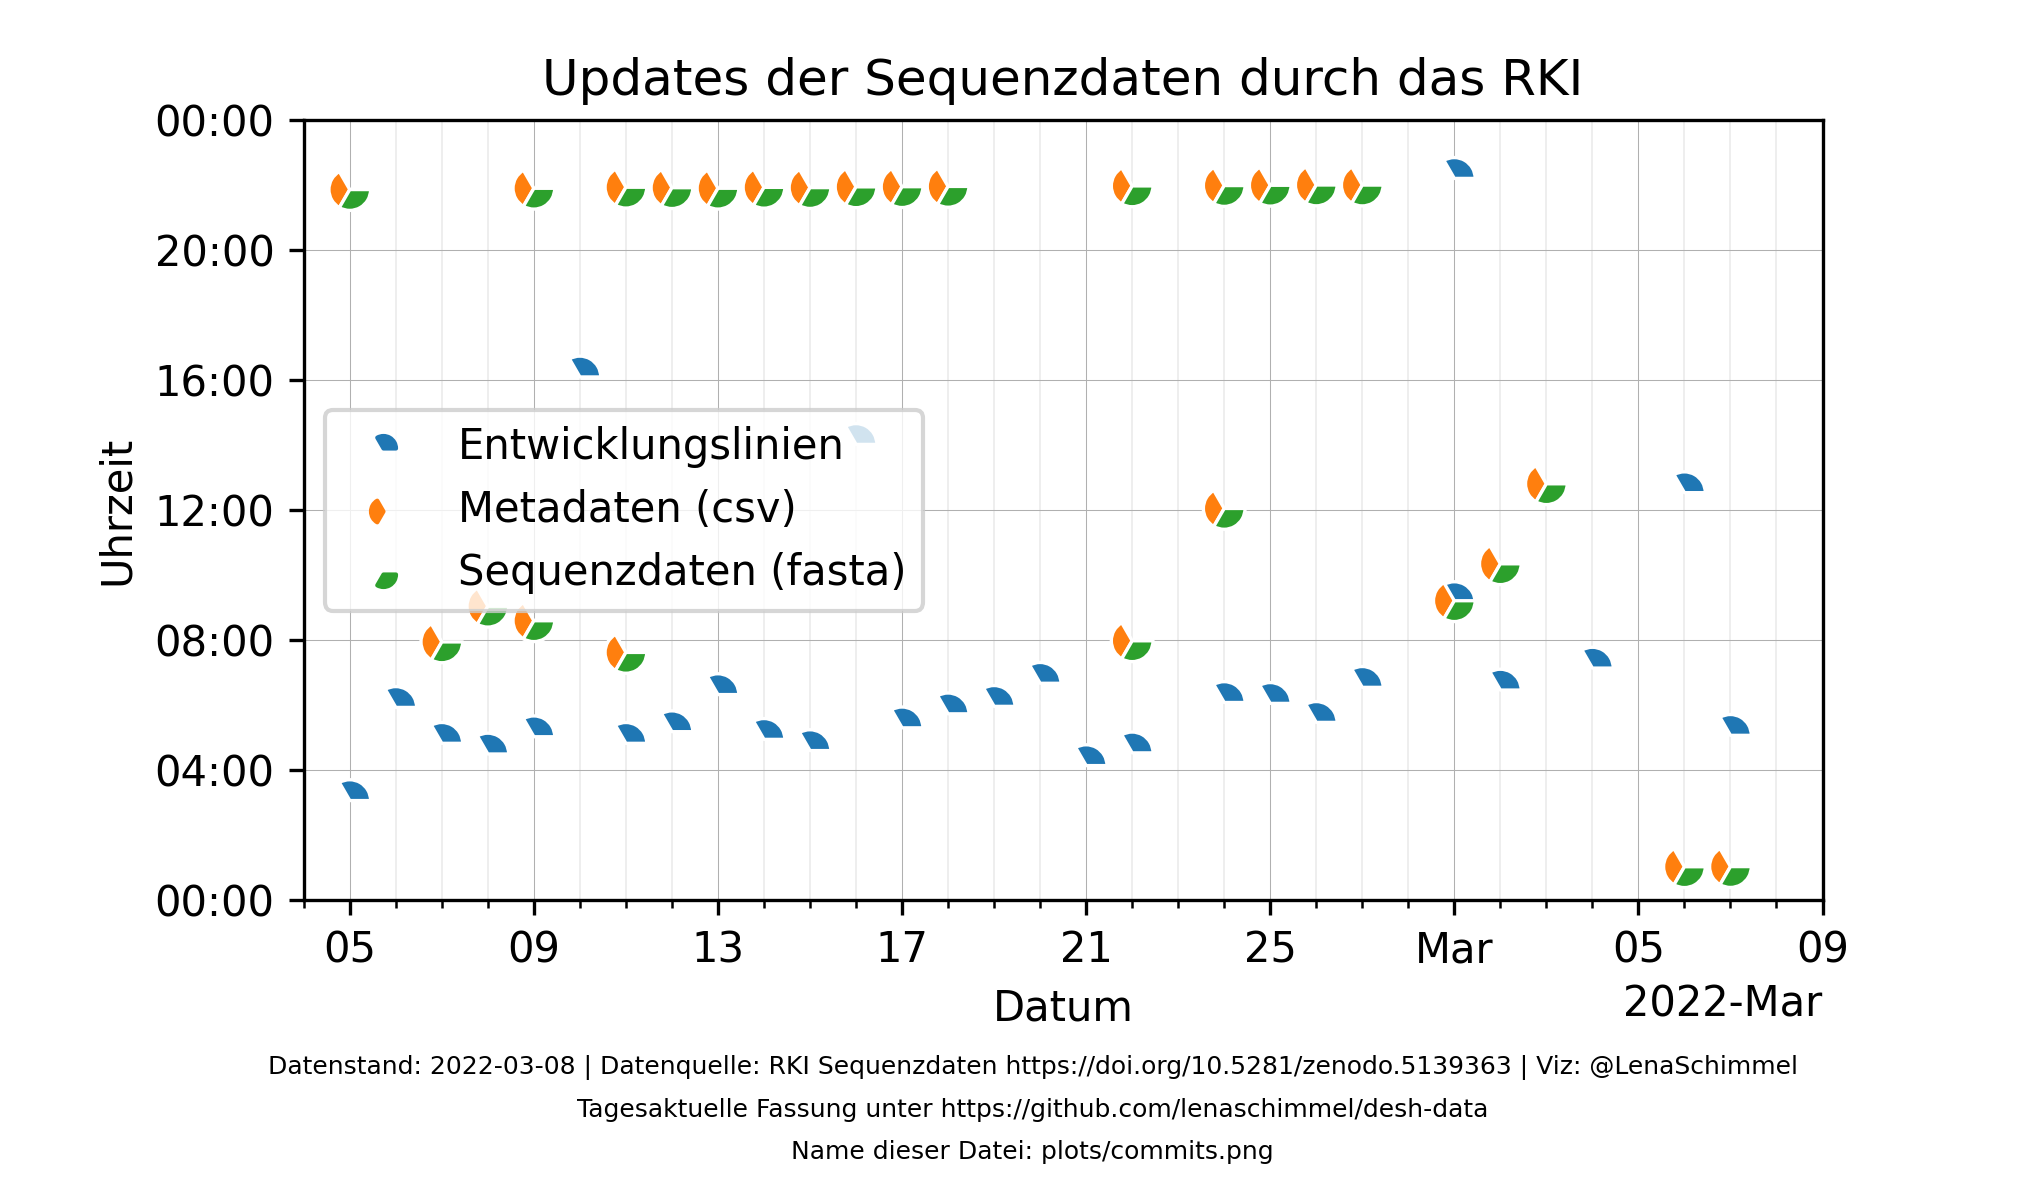 Updates der Sequenzdaten durch das RKI
00:00
20:00
16:00
12:00
08:00
04:00
00:00
Uhrzeit
Entwicklungslinien
Metadaten (csv)
Sequenzdaten (fasta)
05 09 13 17 21 25 Mar 05 09
Datum
2022-Mar
Datenstand: 2022-03-08 | Datenquelle: RKI Sequenzdaten https://doi.org/10.5281/zenodo.5139363 | Viz: @LenaSchimmel
Tagesaktuelle Fassung unter https://github.com/lenaschimmel/desh-data
Name dieser Datei: plots/commits.png